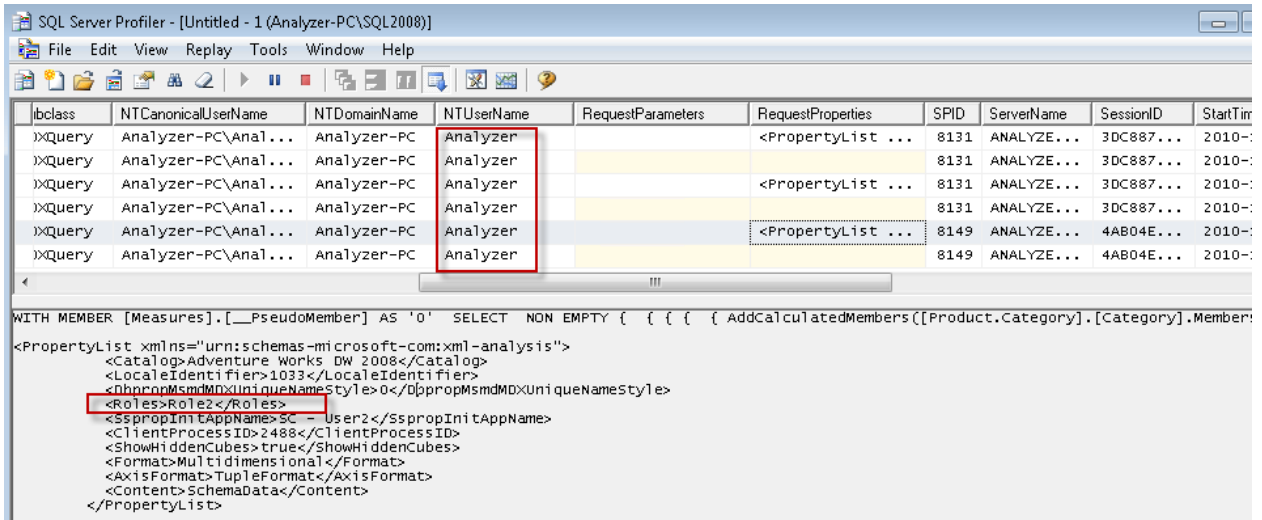 SQL Server Profiler - [Untitled - 1 (Analyzer-PC\SQL2008)]
File Edit View Replay Tools Window Help
ibclass NTCanonicalUserName NTDomainName NTUserName RequestParameters RequestProperties SPID ServerName SessionID StartTim
)XQuery Analyzer-PC\Anal... Analyzer-PC Analyzer <PropertyList ... 8131 ANALYZE... 3DC887... 2010-
)XQuery Analyzer-PC\Anal... Analyzer-PC Analyzer 8131 ANALYZE... 3DC887... 2010-
)XQuery Analyzer-PC\Anal... Analyzer-PC Analyzer <PropertyList ... 8131 ANALYZE... 3DC887... 2010-
)XQuery Analyzer-PC\Anal... Analyzer-PC Analyzer 8131 ANALYZE... 3DC887... 2010-
)XQuery Analyzer-PC\Anal... Analyzer-PC Analyzer <PropertyList ... 8149 ANALYZE... 4AB04E... 2010-
)XQuery Analyzer-PC\Anal... Analyzer-PC Analyzer 8149 ANALYZE... 4AB04E... 2010-
WITH MEMBER [Measures].[__PseudoMember] AS '0' SELECT NON EMPTY { { { { { AddCalculatedMembers([Product.Category].[Category].Members
<PropertyList xmlns="urn:schemas-microsoft-com:xml-analysis">
<Catalog>Adventure Works DW 2008</Catalog>
<LocaleIdentifier>1033</LocaleIdentifier>
<DbpropMsmdMDXUniqueNameStyle>0</DbpropMsmdMDXUniqueNameStyle>
<Roles>Role2</Roles>
<SspropInitAppName>SC - User2</SspropInitAppName>
<ClientProcessID>2488</ClientProcessID>
<ShowHiddenCubes>true</ShowHiddenCubes>
<Format>Multidimensional</Format>
<AxisFormat>TupleFormat</AxisFormat>
<Content>SchemaData</Content>
</PropertyList>